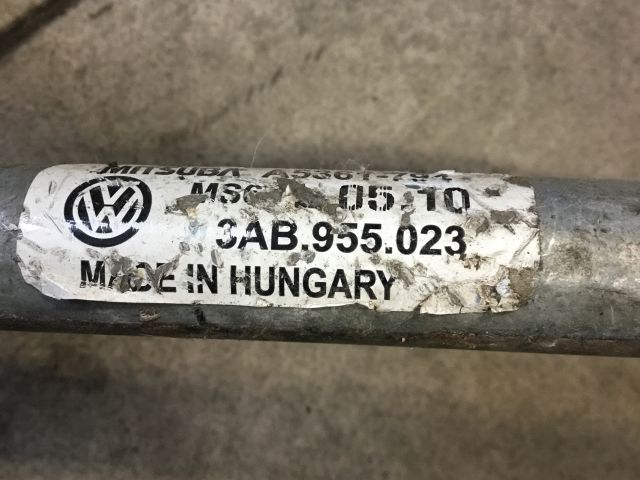 MITSUBA A5361-794
05.10
3AB.955.023
MADE IN HUNGARY